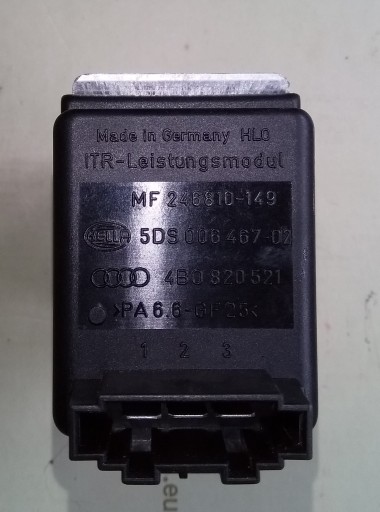 Made in Germany HLO
ITR-Leistungsmodul
MF 246810-149
HELLA 5DS 006 467-02
4B0 820 521
>PA 6.6-GF25<
1 2 3
.eu